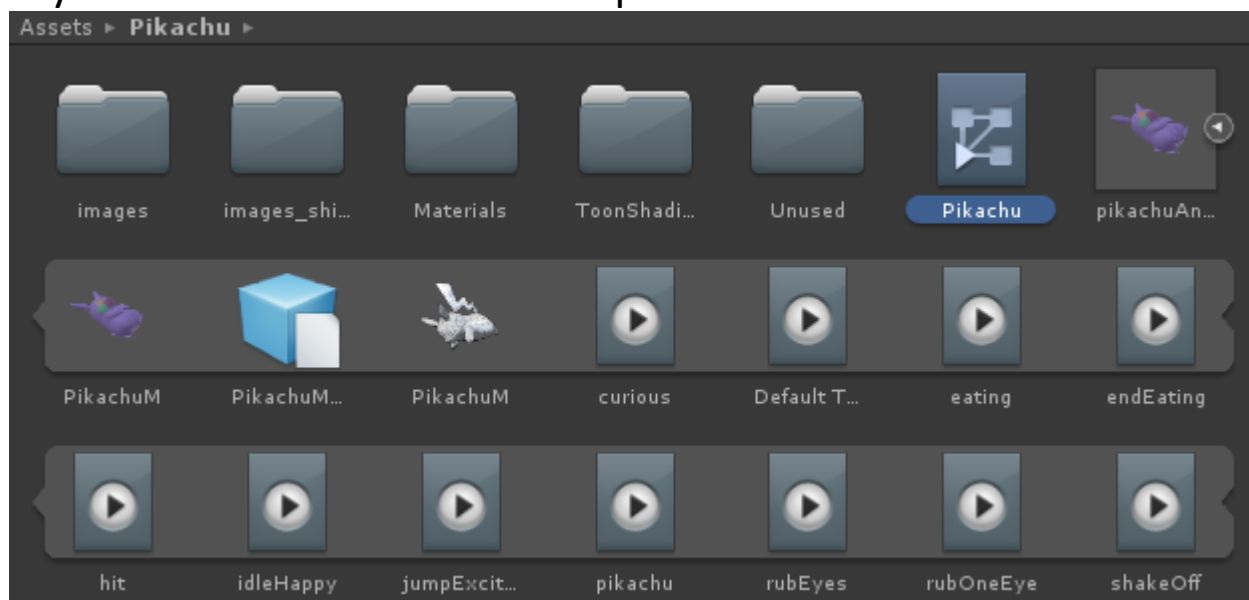 Assets ▸ Pikachu ▸
images images_shi... Materials ToonShadi... Unused Pikachu pikachuAn...
PikachuM PikachuM... PikachuM curious Default T... eating endEating
hit idleHappy jumpExcit... pikachu rubEyes rubOneEye shakeOff